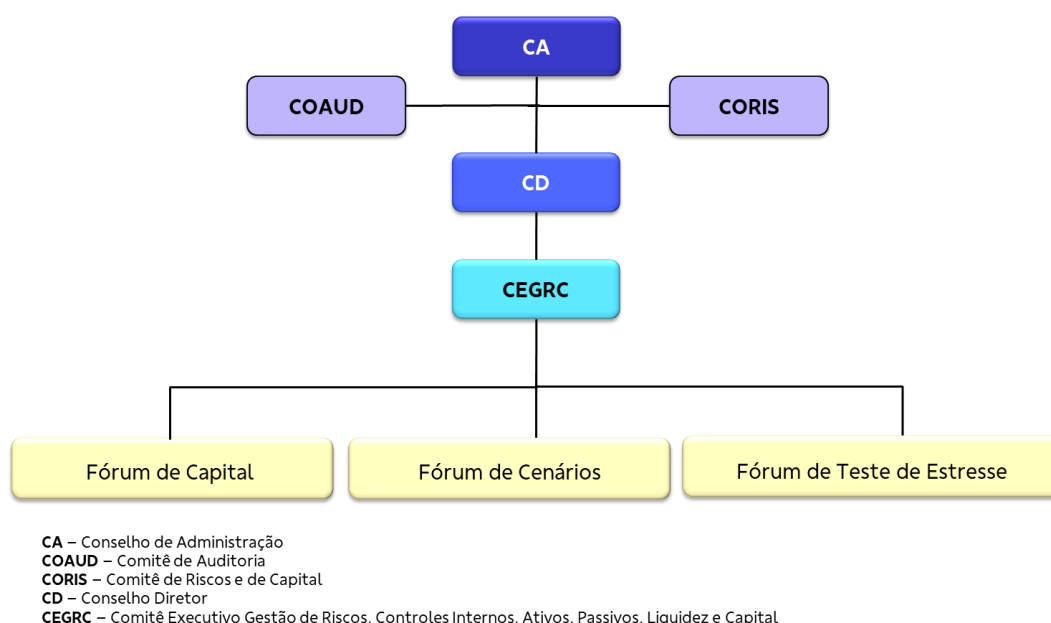 CA
COAUD
CORIS
CD
CEGRC
Fórum de Capital
Fórum de Cenários
Fórum de Teste de Estresse
CA – Conselho de Administração
COAUD – Comitê de Auditoria
CORIS – Comitê de Riscos e de Capital
CD – Conselho Diretor
CEGRC – Comitê Executivo Gestão de Riscos, Controles Internos, Ativos, Passivos, Liquidez e Capital